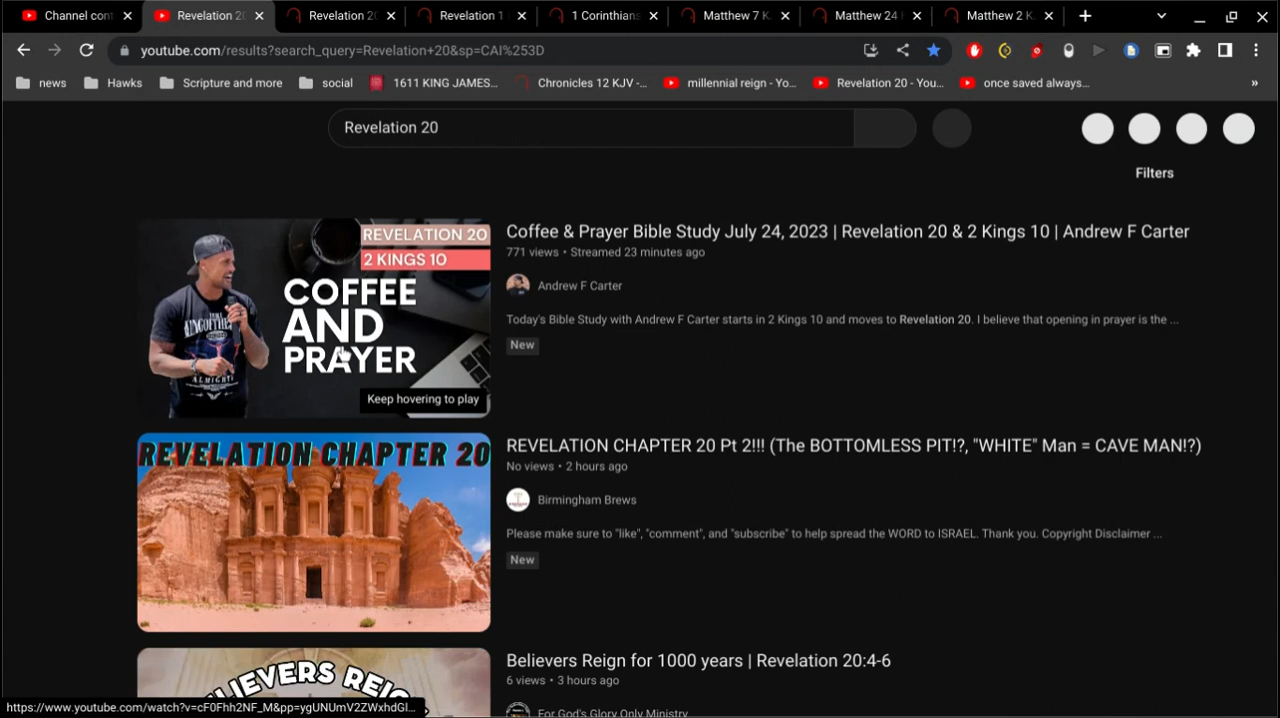 Channel cont
Revelation 20
Revelation 20
Revelation 1
1 Corinthians
Matthew 7 K
Matthew 24
Matthew 2 K
youtube.com/results?search_query=Revelation+20&sp=CAI%253D
news
Hawks
Scripture and more
social
1611 KING JAMES...
Chronicles 12 KJV -...
millennial reign - Yo...
Revelation 20 - You...
once saved always...
»
Revelation 20
Filters
REVELATION 20
2 KINGS 10
COFFEE
AND
PRAYER
ALMIGHTY
Keep hovering to play
Coffee & Prayer Bible Study July 24, 2023 | Revelation 20 & 2 Kings 10 | Andrew F Carter
771 views • Streamed 23 minutes ago
Andrew F Carter
Today's Bible Study with Andrew F Carter starts in 2 Kings 10 and moves to Revelation 20. I believe that opening in prayer is the ...
New
REVELATION CHAPTER 20
REVELATION CHAPTER 20 Pt 2!!! (The BOTTOMLESS PIT!?, "WHITE" Man = CAVE MAN!?)
No views • 2 hours ago
Birmingham Brews
Please make sure to "like", "comment", and "subscribe" to help spread the WORD to ISRAEL. Thank you. Copyright Disclaimer ...
New
BELIEVERS REIGN
Believers Reign for 1000 years | Revelation 20:4-6
6 views • 3 hours ago
For God's Glory Only Ministry
https://www.youtube.com/watch?v=cF0Fhh2NF_M&pp=ygUNUmV2ZWxhdGl...